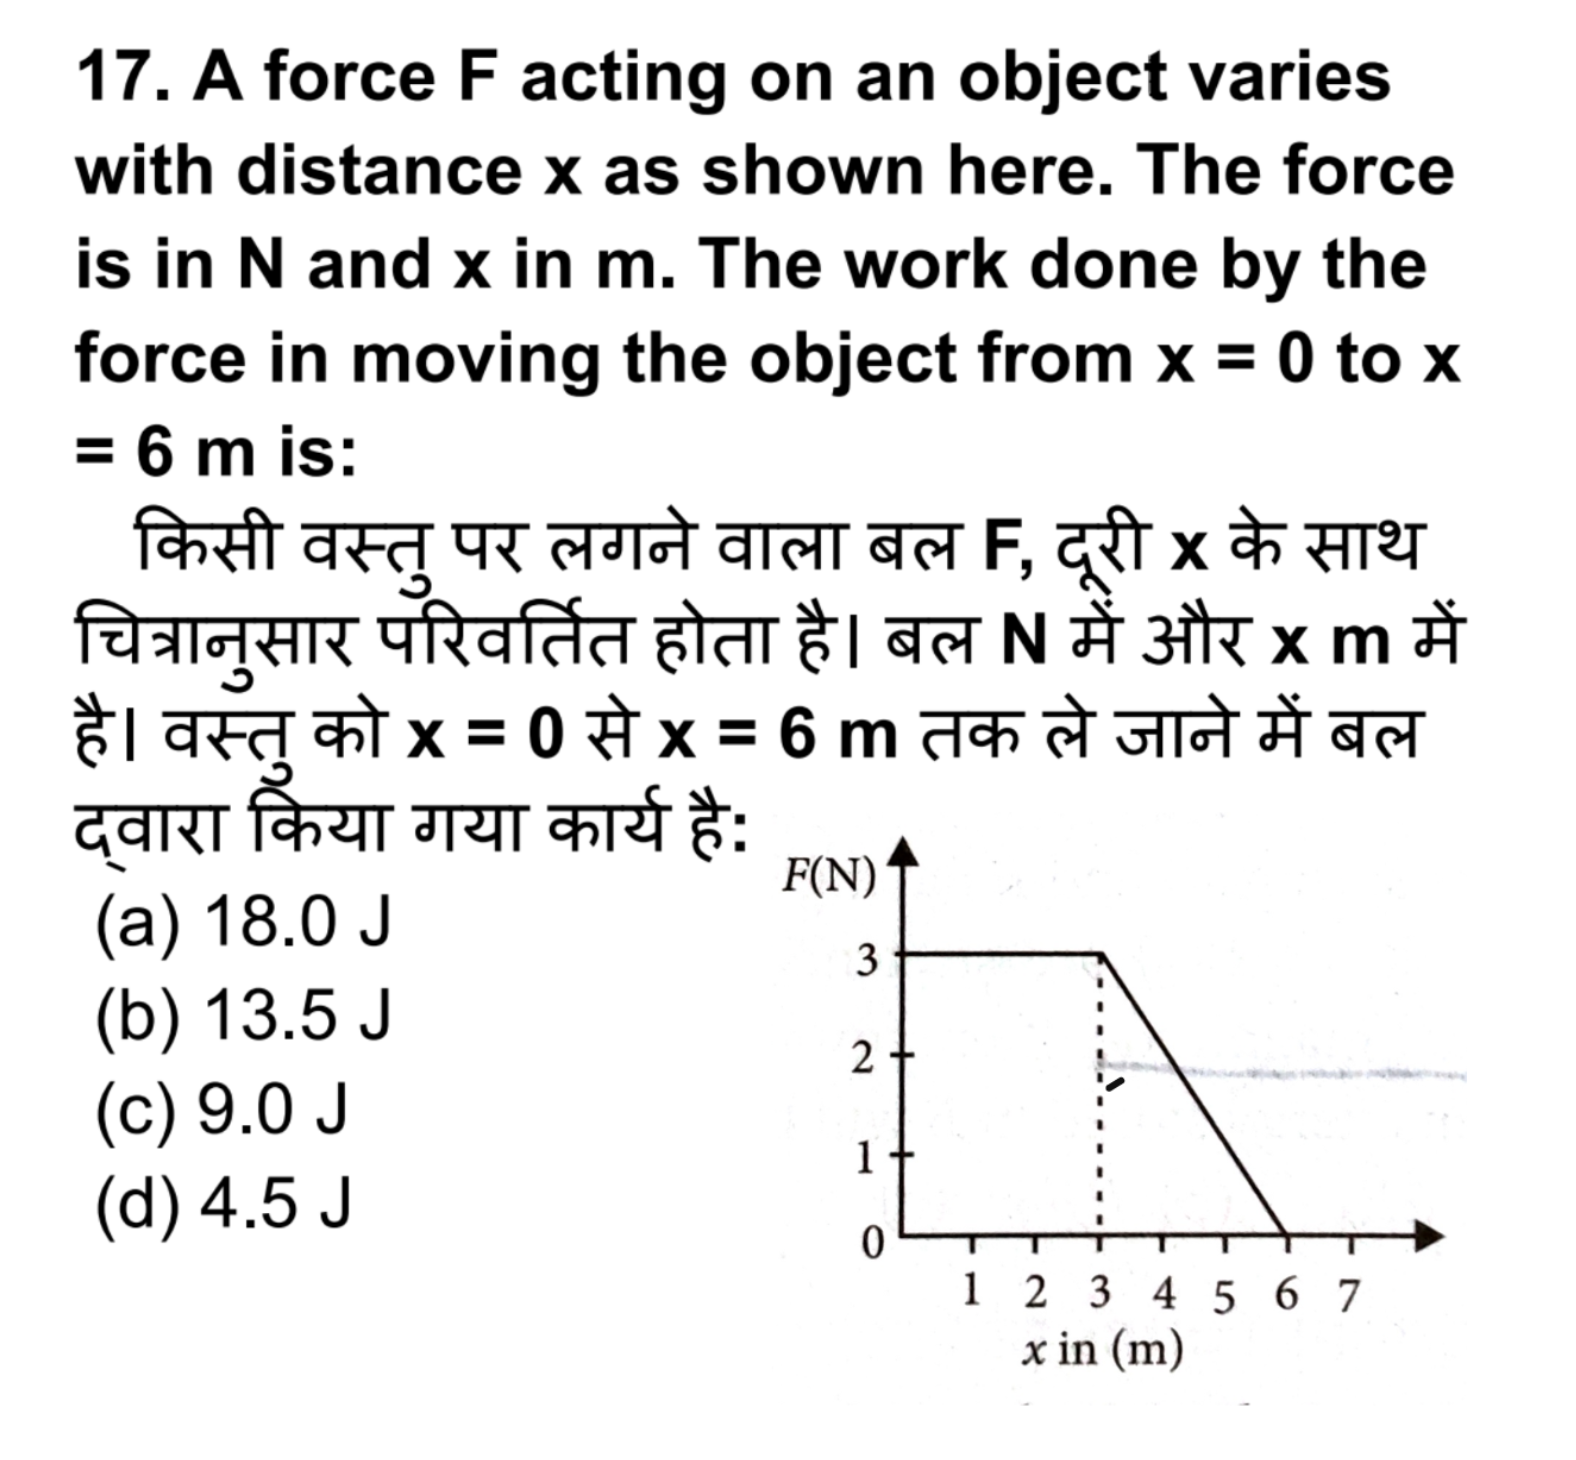 17. A force F acting on an object varies
with distance x as shown here. The force
is in N and x in m. The work done by the
force in moving the object from x = 0 to x
= 6 m is:
किसी वस्तु पर लगने वाला बल F, दूरी x के साथ
चित्रानुसार परिवर्तित होता है। बल N में और x m में
है। वस्तु को x = 0 से x = 6 m तक ले जाने में बल
द्वारा किया गया कार्य है:
(a) 18.0 J
(b) 13.5 J
(c) 9.0 J
(d) 4.5 J
F(N)
3
2
1
0
1 2 3 4 5 6 7
x in (m)